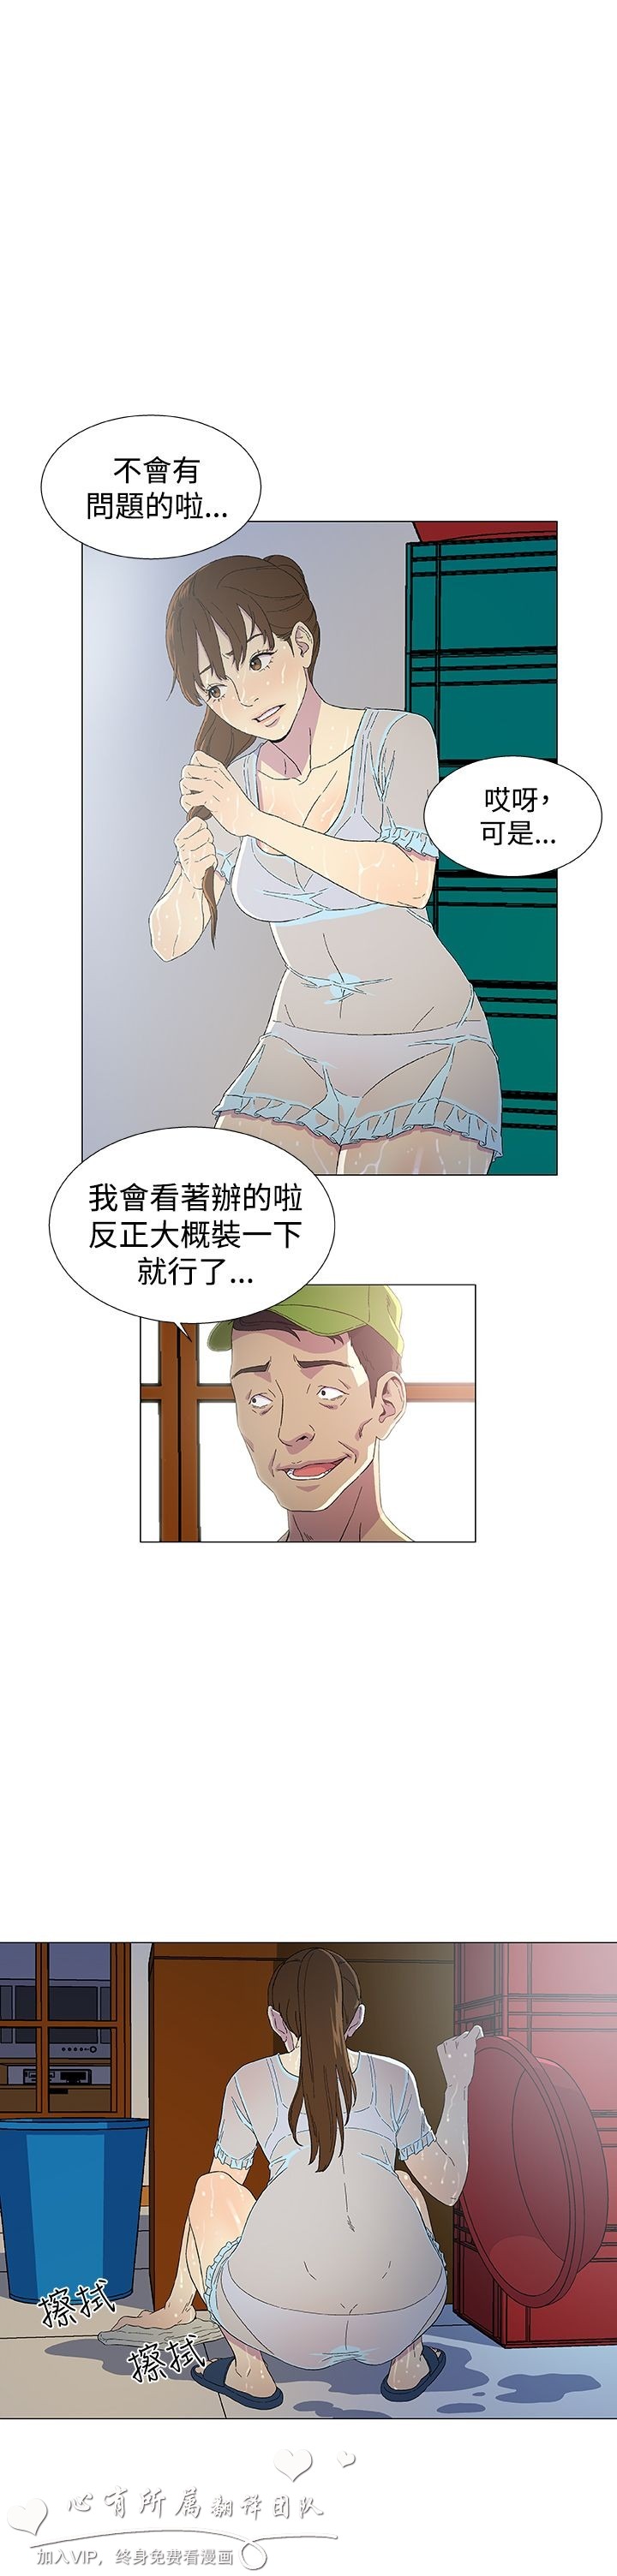 不會有
問題的啦…
哎呀，
可是…
我會看著辦的啦
反正大概裝一下
就行了…
擦拭
擦拭
心有所属翻译团队
加入VIP，终身免费看漫画